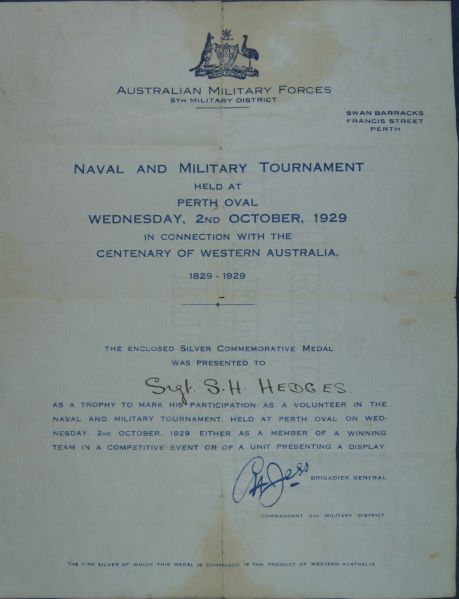 AUSTRALIAN MILITARY FORCES
5TH MILITARY DISTRICT
SWAN BARRACKS
FRANCIS STREET
PERTH
NAVAL AND MILITARY TOURNAMENT
HELD AT
PERTH OVAL
WEDNESDAY, 2ND OCTOBER, 1929
IN CONNECTION WITH THE
CENTENARY OF WESTERN AUSTRALIA.
1829 - 1929
THE ENCLOSED SILVER COMMEMORATIVE MEDAL
WAS PRESENTED TO
Srgt. S.H. HEDGES
AS A TROPHY TO MARK HIS PARTICIPATION AS A VOLUNTEER IN THE
NAVAL AND MILITARY TOURNAMENT, HELD AT PERTH OVAL ON WED-
NESDAY, 2ND OCTOBER, 1929 EITHER AS A MEMBER OF A WINNING
TEAM IN A COMPETITIVE EVENT OR OF A UNIT PRESENTING A DISPLAY
Jess BRIGADIER GENERAL
COMMANDANT 5TH MILITARY DISTRICT
THE FINE SILVER OF WHICH THIS MEDAL IS COMPOSED IS THE PRODUCT OF WESTERN AUSTRALIA